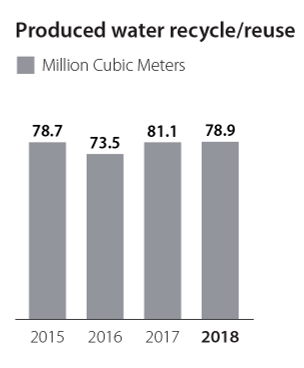 Produced water recycle/reuse
Million Cubic Meters
78.7 73.5 81.1 78.9
2015 2016 2017 2018